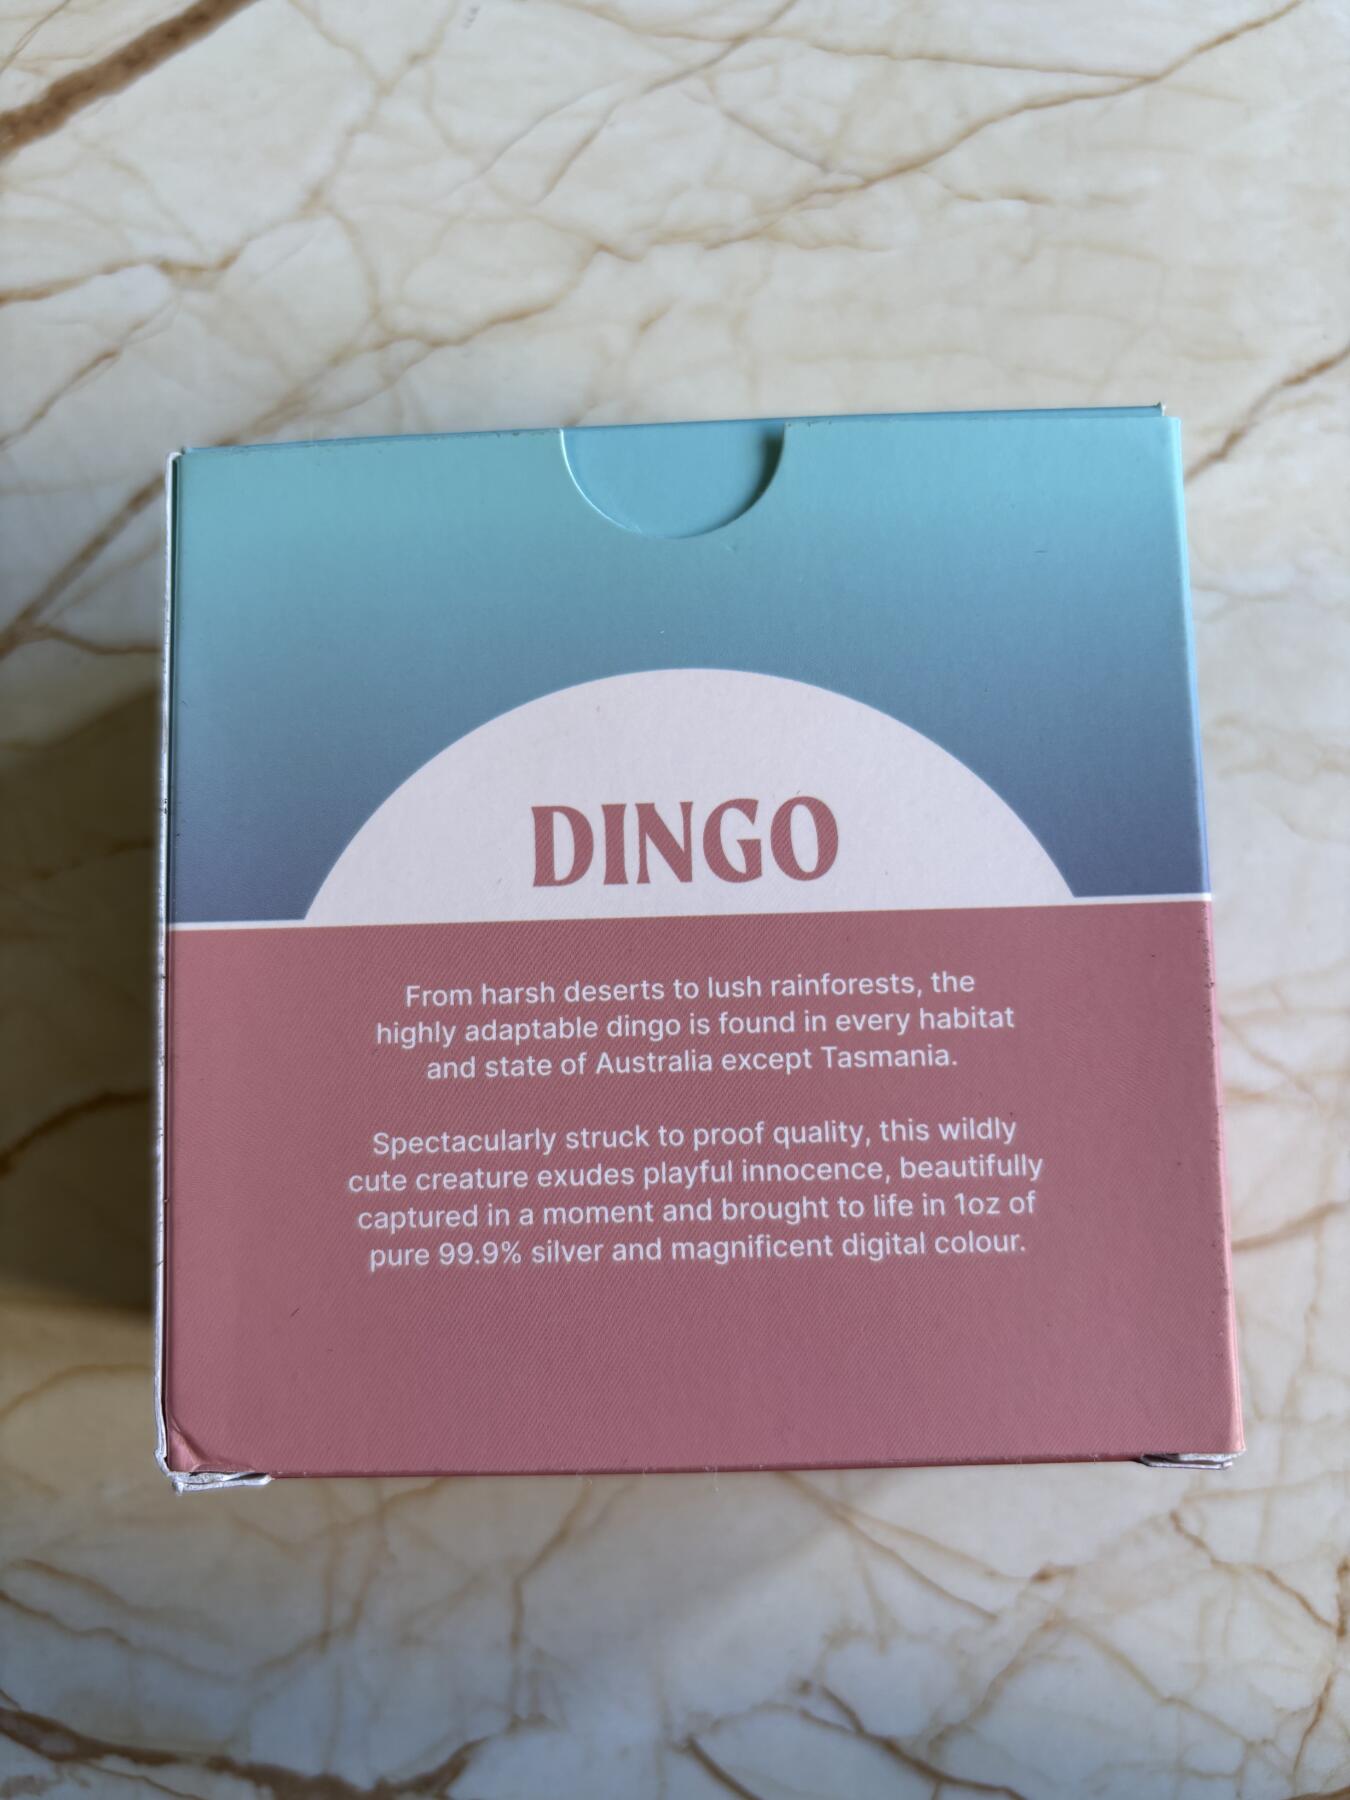 DINGO
From harsh deserts to lush rainforests, the
highly adaptable dingo is found in every habitat
and state of Australia except Tasmania.
Spectacularly struck to proof quality, this wildly
cute creature exudes playful innocence, beautifully
captured in a moment and brought to life in 1oz of
pure 99.9% silver and magnificent digital colour.